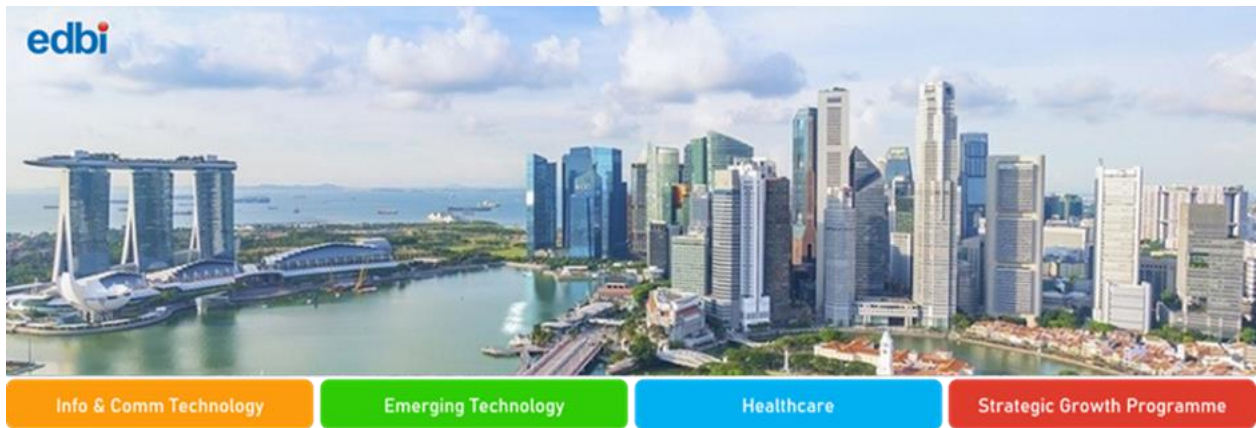 edbi
Info & Comm Technology
Emerging Technology
Healthcare
Strategic Growth Programme